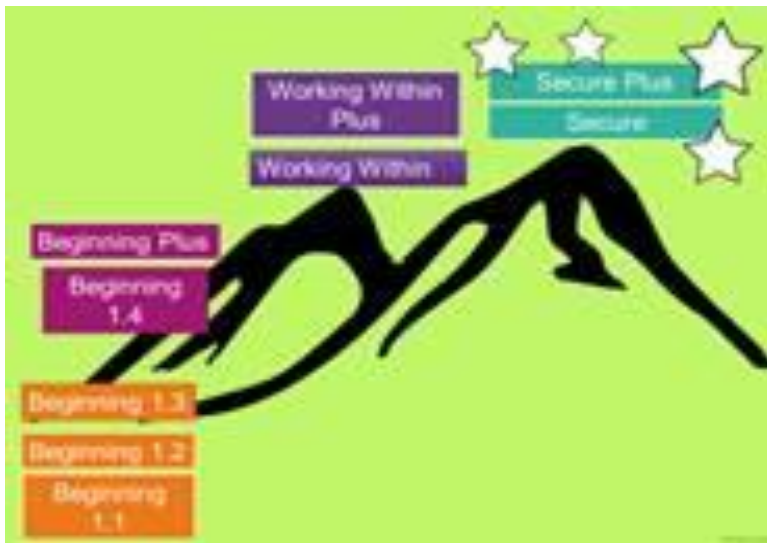 Working Within
Plus
Secure Plus
Secure
Working Within
Beginning Plus
Beginning
1.4
Beginning 1.3
Beginning 1.2
Beginning
1.1